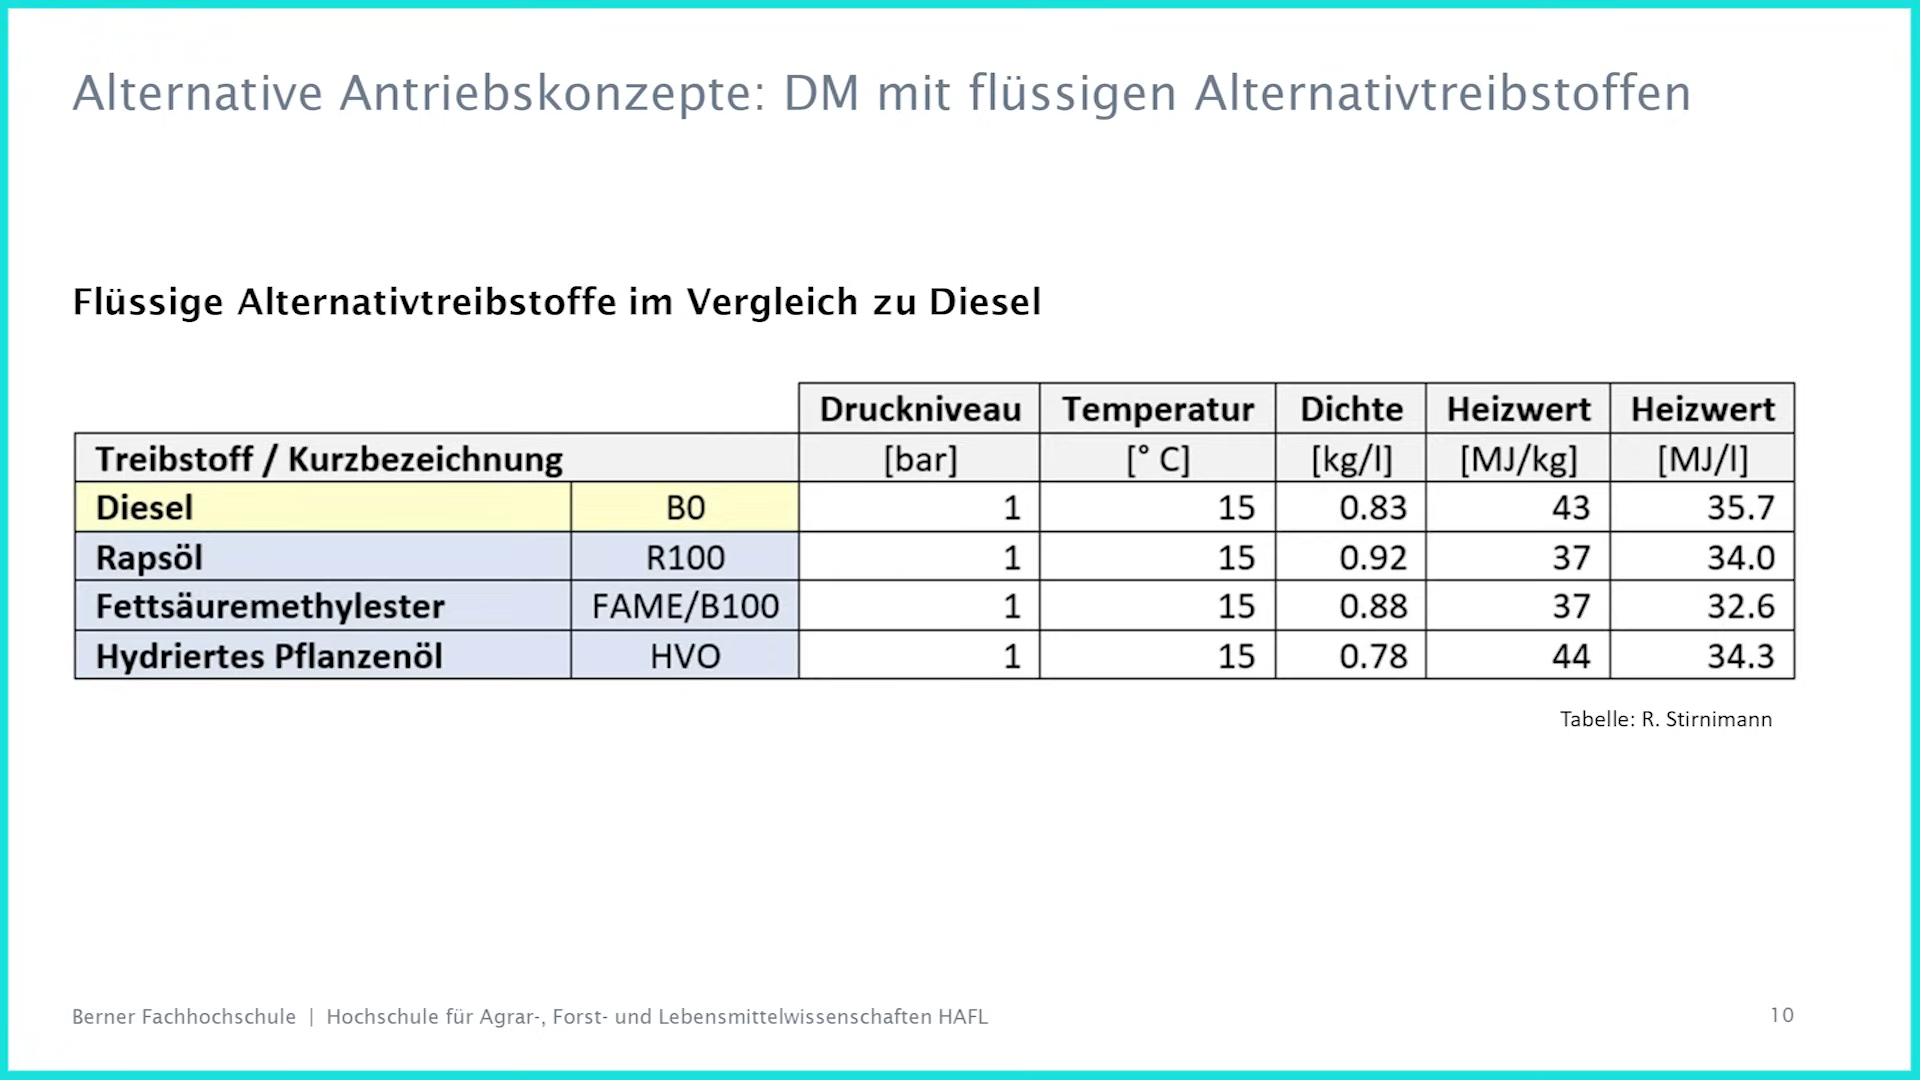 Alternative Antriebskonzepte: DM mit flüssigen Alternativtreibstoffen
Flüssige Alternativtreibstoffe im Vergleich zu Diesel
Druckniveau Temperatur Dichte Heizwert Heizwert
Treibstoff / Kurzbezeichnung [bar] [° C] [kg/l] [MJ/kg] [MJ/l]
Diesel B0 1 15 0.83 43 35.7
Rapsöl R100 1 15 0.92 37 34.0
Fettsäuremethylester FAME/B100 1 15 0.88 37 32.6
Hydriertes Pflanzenöl HVO 1 15 0.78 44 34.3
Tabelle: R. Stirnimann
Berner Fachhochschule | Hochschule für Agrar-, Forst- und Lebensmittelwissenschaften HAFL 10